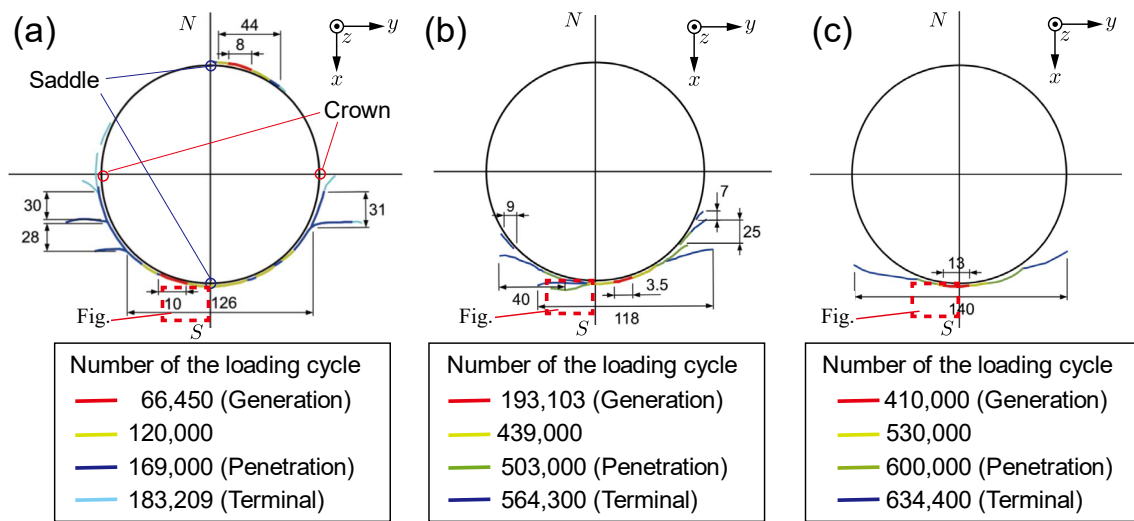 (a)
N
44
8
y
z
x
Saddle
Crown
30
28
31
10
126
Fig.
S
Number of the loading cycle
66,450 (Generation)
120,000
169,000 (Penetration)
183,209 (Terminal)
(b)
N
y
z
x
9
7
25
40
3.5
118
Fig.
S
Number of the loading cycle
193,103 (Generation)
439,000
503,000 (Penetration)
564,300 (Terminal)
(c)
N
y
z
x
13
140
Fig.
S
Number of the loading cycle
410,000 (Generation)
530,000
600,000 (Penetration)
634,400 (Terminal)